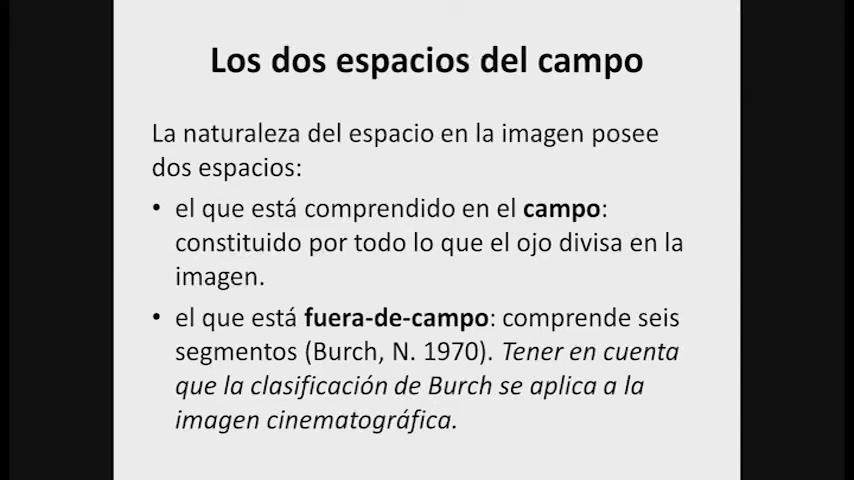 Los dos espacios del campo
La naturaleza del espacio en la imagen posee
dos espacios:
• el que está comprendido en el campo:
constituido por todo lo que el ojo divisa en la
imagen.
• el que está fuera-de-campo: comprende seis
segmentos (Burch, N. 1970). Tener en cuenta
que la clasificación de Burch se aplica a la
imagen cinematográfica.